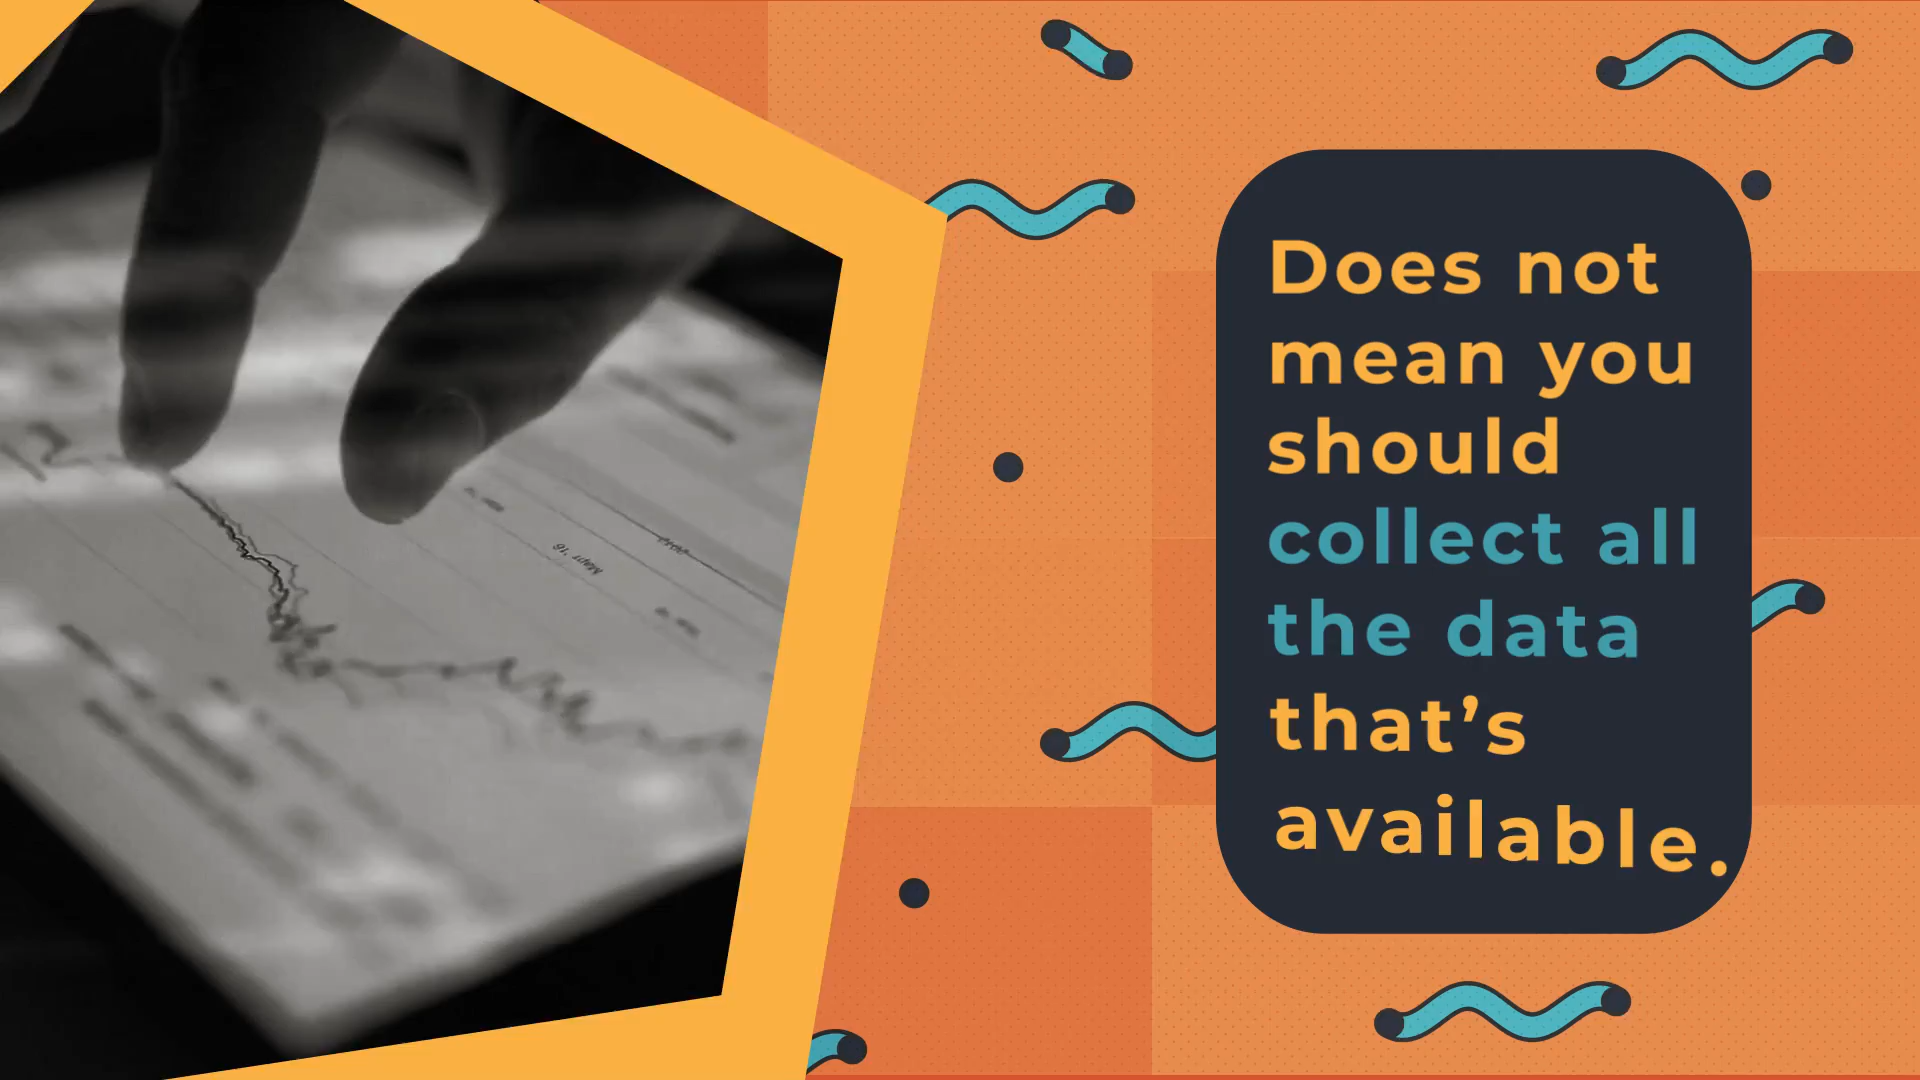 Does not
mean you
should
collect all
the data
that’s
available.